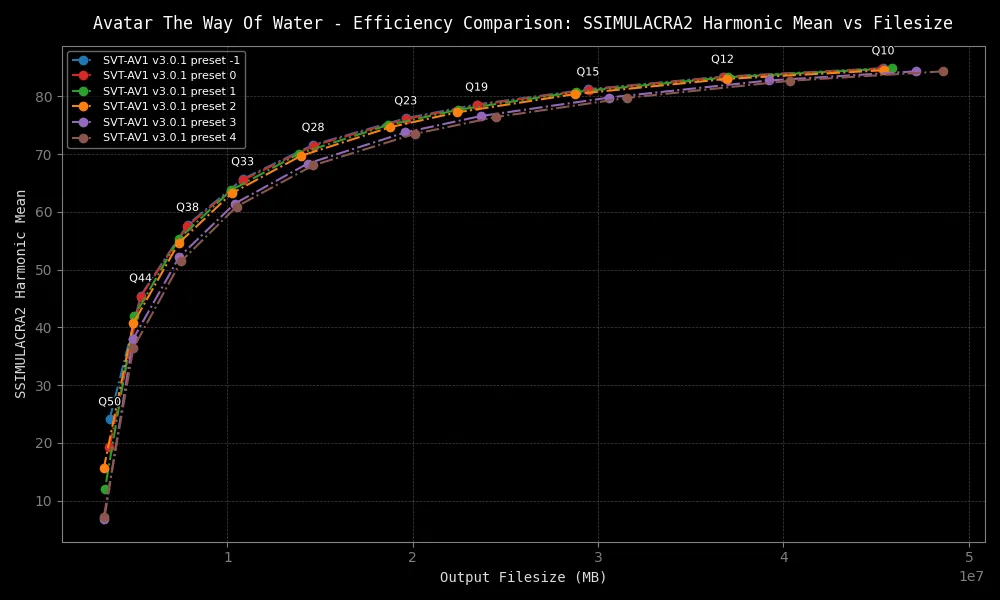 Avatar The Way Of Water - Efficiency Comparison: SSIMULACRA2 Harmonic Mean vs Filesize
SVT-AV1 v3.0.1 preset -1
SVT-AV1 v3.0.1 preset 0
SVT-AV1 v3.0.1 preset 1
SVT-AV1 v3.0.1 preset 2
SVT-AV1 v3.0.1 preset 3
SVT-AV1 v3.0.1 preset 4
Q10
Q12
Q15
Q19
Q23
Q28
Q33
Q38
Q44
Q50
SSIMULACRA2 Harmonic Mean
80
70
60
50
40
30
20
10
1
2
3
4
5
1e7
Output Filesize (MB)